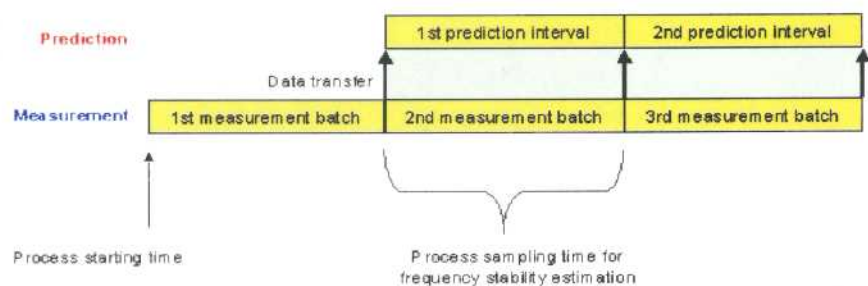 Prediction
1st prediction interval
2nd prediction interval
Data transfer
Measurement
1st measurement batch
2nd measurement batch
3rd measurement batch
Process starting time
Process sampling time for
frequency stability estimation